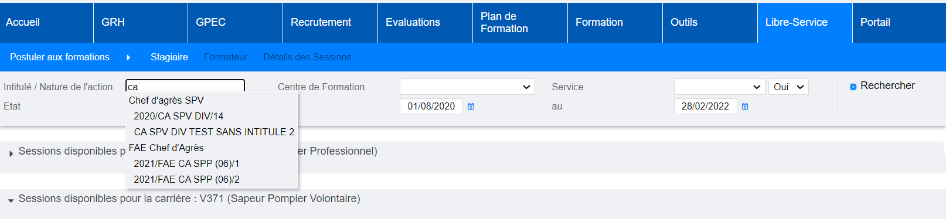 Accueil GRH GPEC Recrutement Evaluations Plan de Formation Formation Outils Libre-Service Portail
Postuler aux formations Stagiaire Formateur Détails des Sessions
Intitulé / Nature de l'action ca Centre de Formation Service Oui Rechercher
Etat 01/08/2020 au 28/02/2022
Chef d'agrès SPV
2020/CA SPV DIV/14
CA SPV DIV TEST SANS INTITULE 2
FAE Chef d'Agrès
2021/FAE CA SPP (06)/1
2021/FAE CA SPP (06)/2
Sessions disponibles Professionnel)
Sessions disponibles pour la carrière : V371 (Sapeur Pompier Volontaire)